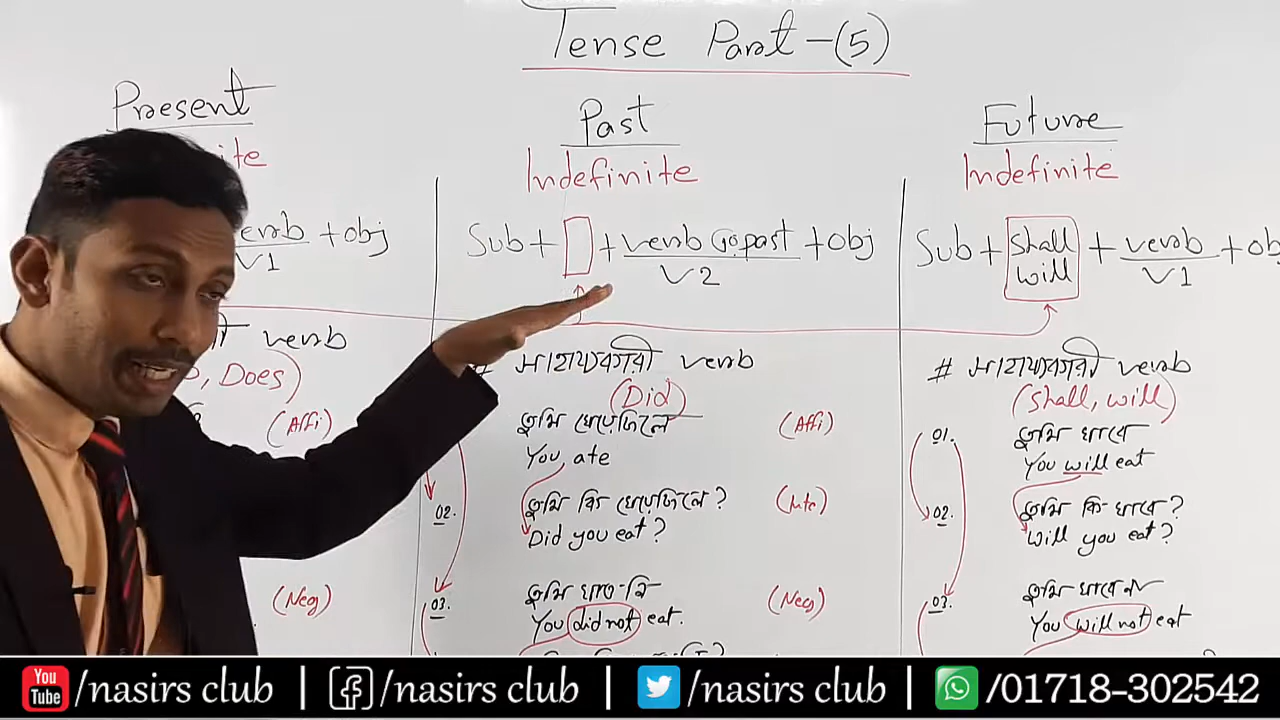 Tense Part-(5)
Present
ite
verb + obj
V1
verb
, Does)
(Affi)
(Neg)
Past
Indefinite
Sub + + verb এর past + obj
V2
# সাহায্যকারী verb
(Did)
তুমি খেয়েছিলে (Affi)
You ate
02. তুমি কি খেয়েছিলে? (Inte)
Did you eat?
03. তুমি খাও-নি (Neg)
You did not eat.
Future
Indefinite
Sub + shall will + verb + obj
V1
# সাহায্যকারী verb
(shall, will)
01. তুমি খাবে
You will eat
02. তুমি কি খাবে?
Will you eat?
03. তুমি খাবে না
You will not eat
You Tube /nasirs club | /nasirs club | /nasirs club | /01718-302542